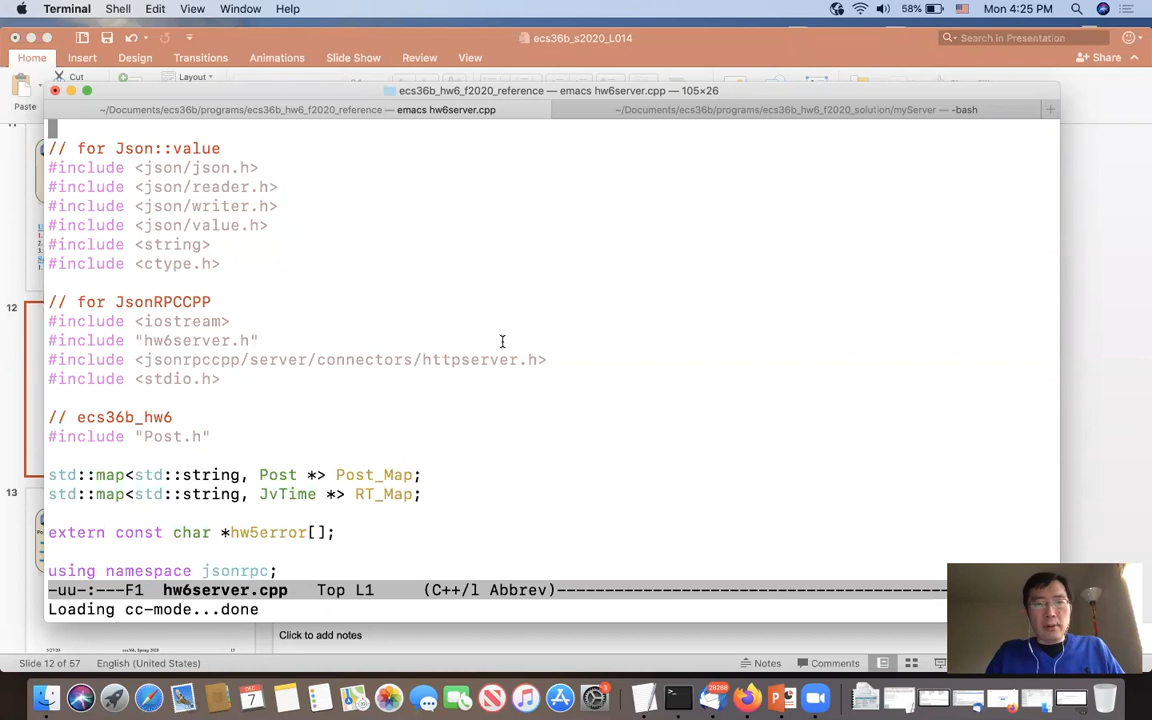 Terminal Shell Edit View Window Help 58% Mon 4:25 PM
ecs36b_s2020_L014 Search in Presentation
Home Insert Design Transitions Animations Slide Show Review View Share
Paste Cut Layout
ecs36b_hw6_f2020_reference — emacs hw6server.cpp — 105×26
~/Documents/ecs36b/programs/ecs36b_hw6_f2020_reference — emacs hw6server.cpp ~/Documents/ecs36b/programs/ecs36b_hw6_f2020_solution/myServer — -bash
// for Json::value
#include <json/json.h>
#include <json/reader.h>
#include <json/writer.h>
#include <json/value.h>
#include <string>
#include <ctype.h>
// for JsonRPCCPP
#include <iostream>
#include "hw6server.h"
#include <jsonrpccpp/server/connectors/httpserver.h>
#include <stdio.h>
// ecs36b_hw6
#include "Post.h"
std::map<std::string, Post *> Post_Map;
std::map<std::string, JvTime *> RT_Map;
extern const char *hw5error[];
using namespace jsonrpc;
-uu-:---F1 hw6server.cpp Top L1 (C++/l Abbrev)
Loading cc-mode...done
12
13
Click to add notes
Slide 12 of 57 English (United States) Notes Comments
DEC
7
28288
3